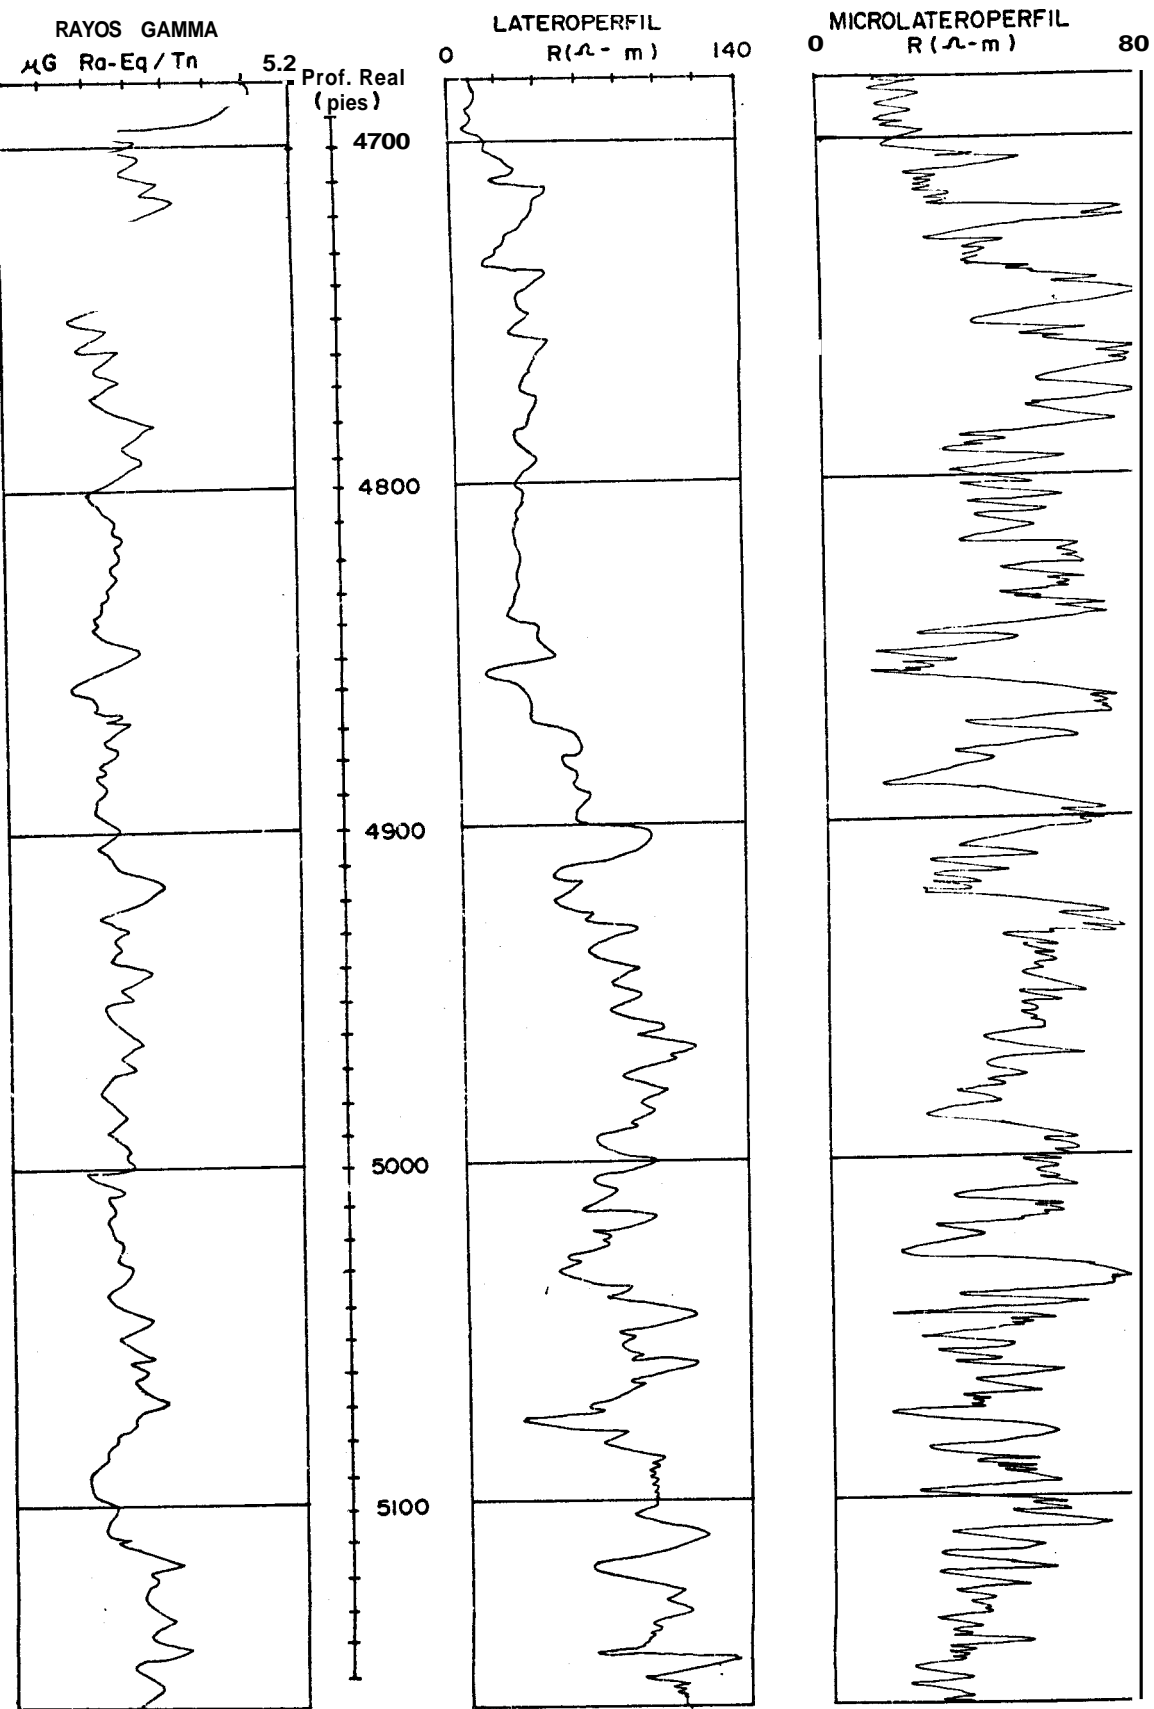 RAYOS GAMMA
μG Ra-Eq/Tn 5.2
Prof. Real
(pies)
LATEROPERFIL
0 R(Ω-m) 140
MICROLATEROPERFIL
0 R(Ω-m) 80
4700
4800
4900
5000
5100